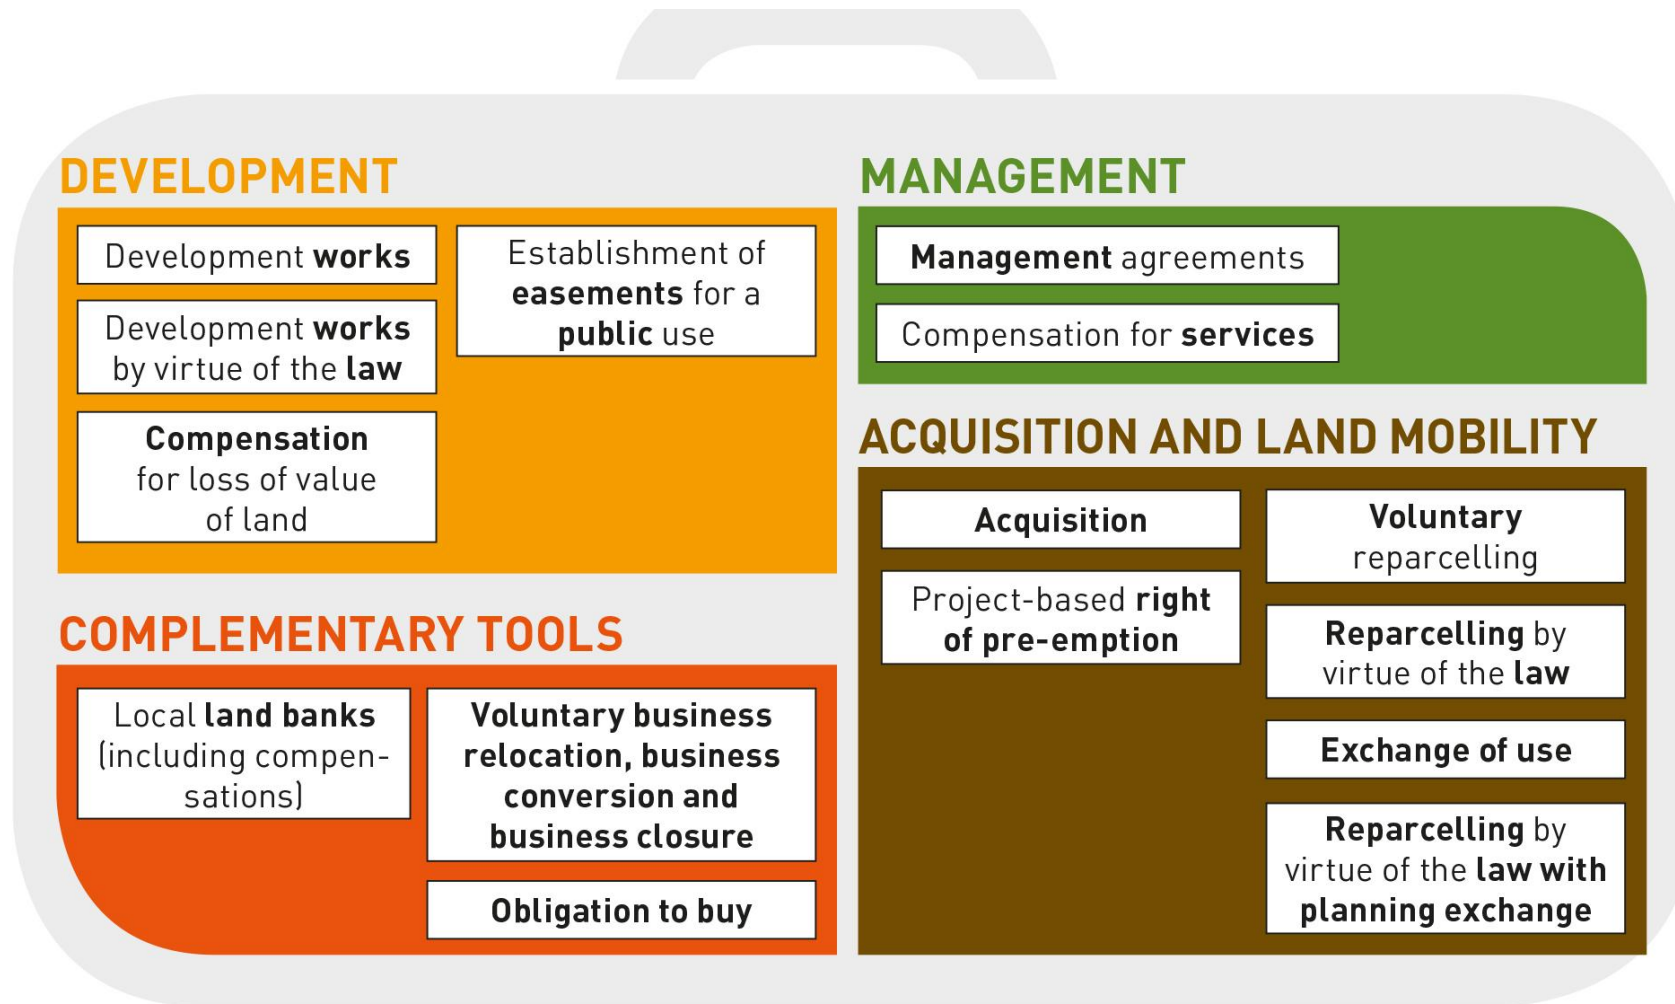 DEVELOPMENT
Development works
Development works
by virtue of the law
Compensation
for loss of value
of land
Establishment of
easements for a
public use
MANAGEMENT
Management agreements
Compensation for services
COMPLEMENTARY TOOLS
Local land banks
(including compen-
sations)
Voluntary business
relocation, business
conversion and
business closure
Obligation to buy
ACQUISITION AND LAND MOBILITY
Acquisition
Project-based right
of pre-emption
Voluntary
reparcelling
Reparcelling by
virtue of the law
Exchange of use
Reparcelling by
virtue of the law with
planning exchange